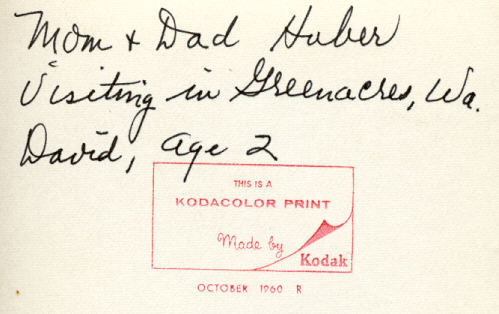 Mom + Dad Huber
Visiting in Greenacres, Wa.
David, age 2
THIS IS A
KODACOLOR PRINT
Made by
Kodak
OCTOBER 1960 R